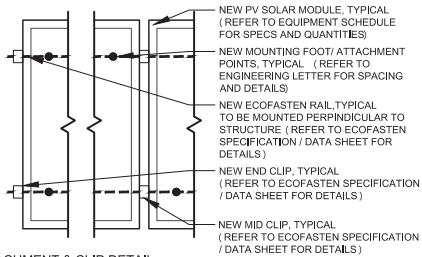 NEW PV SOLAR MODULE, TYPICAL
( REFER TO EQUIPMENT SCHEDULE
FOR SPECS AND QUANTITIES)
NEW MOUNTING FOOT/ ATTACHMENT
POINTS, TYPICAL ( REFER TO
ENGINEERING LETTER FOR SPACING
AND DETAILS)
NEW ECOFASTEN RAIL,TYPICAL
TO BE MOUNTED PERPINDICULAR TO
STRUCTURE ( REFER TO ECOFASTEN
SPECIFICATION / DATA SHEET FOR
DETAILS )
NEW END CLIP, TYPICAL
( REFER TO ECOFASTEN SPECIFICATION
/ DATA SHEET FOR DETAILS )
NEW MID CLIP, TYPICAL
( REFER TO ECOFASTEN SPECIFICATION
/ DATA SHEET FOR DETAILS )
CHMENT & CLIP DETAIL